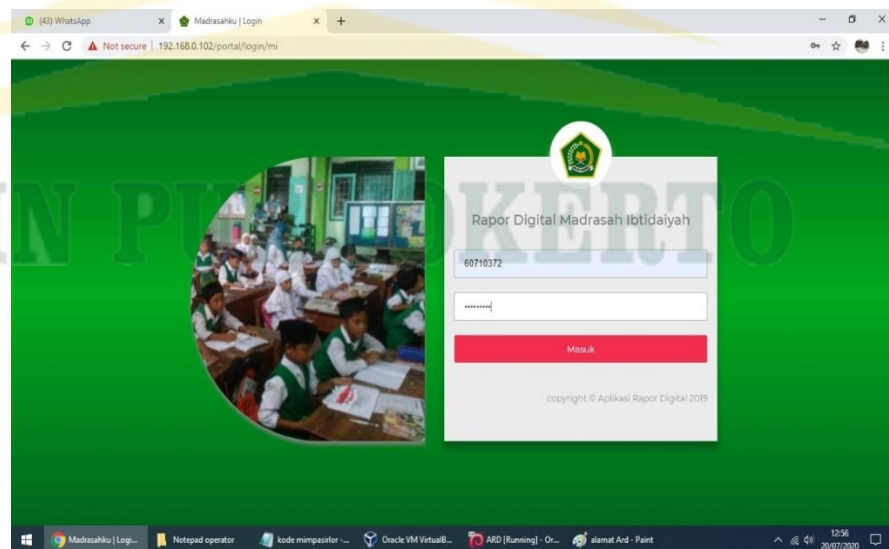 (43) WhatsApp
Madrasahku | Login
Not secure | 192.168.0.102/portal/login/mi
IAIN PURWOKERTO
Rapor Digital Madrasah Ibtidaiyah
60710372
Masuk
copyright © Aplikasi Rapor Digital 2019
Madrasahku | Logi...
Notepad operator
kode mimpasirlor -...
Oracle VM VirtualB...
ARD [Running] - Or...
alamat Ard - Paint
12:56
20/07/2020